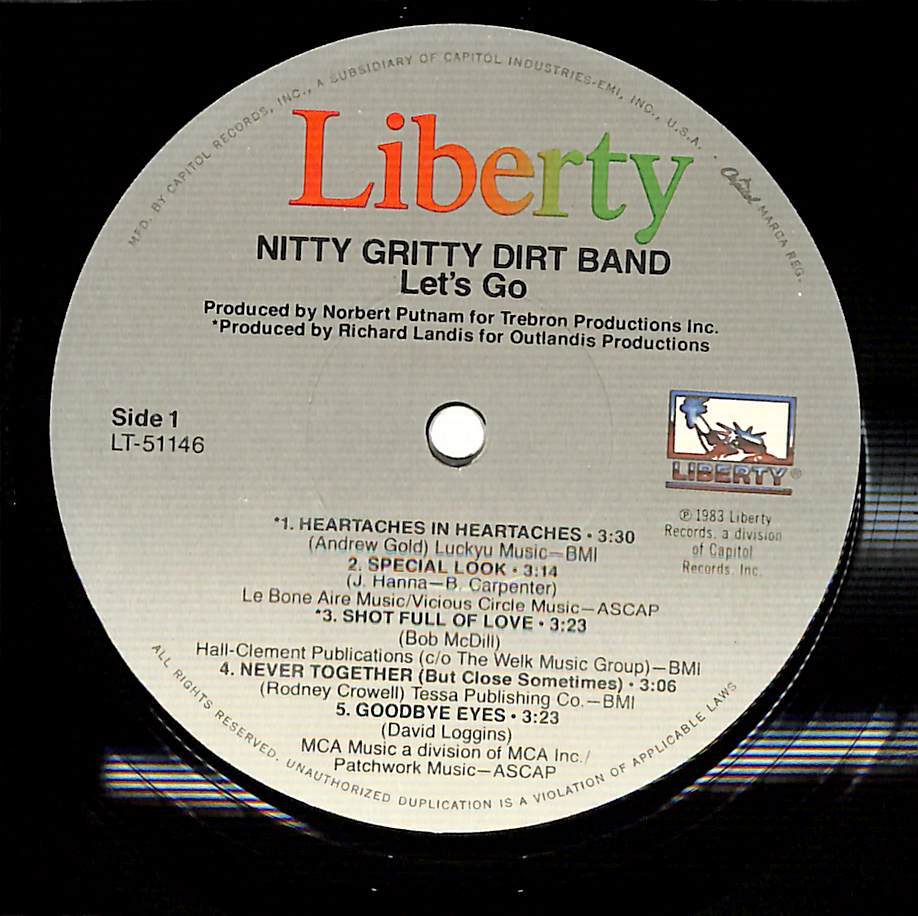 MFD. BY CAPITOL RECORDS, INC., A SUBSIDIARY OF CAPITOL INDUSTRIES-EMI, INC., U.S.A. · Capitol MARCA REG.
Liberty
NITTY GRITTY DIRT BAND
Let's Go
Produced by Norbert Putnam for Trebron Productions Inc.
*Produced by Richard Landis for Outlandis Productions
Side 1
LT-51146
LIBERTY®
℗ 1983 Liberty
Records, a division
of Capitol
Records, Inc.
*1. HEARTACHES IN HEARTACHES • 3:30
(Andrew Gold) Luckyu Music—BMI
2. SPECIAL LOOK • 3:14
(J. Hanna—B. Carpenter)
Le Bone Aire Music/Vicious Circle Music—ASCAP
*3. SHOT FULL OF LOVE • 3:23
(Bob McDill)
Hall-Clement Publications (c/o The Welk Music Group)—BMI
4. NEVER TOGETHER (But Close Sometimes) • 3:06
(Rodney Crowell) Tessa Publishing Co.—BMI
5. GOODBYE EYES • 3:23
(David Loggins)
MCA Music a division of MCA Inc./
Patchwork Music—ASCAP
ALL RIGHTS RESERVED. UNAUTHORIZED DUPLICATION IS A VIOLATION OF APPLICABLE LAWS